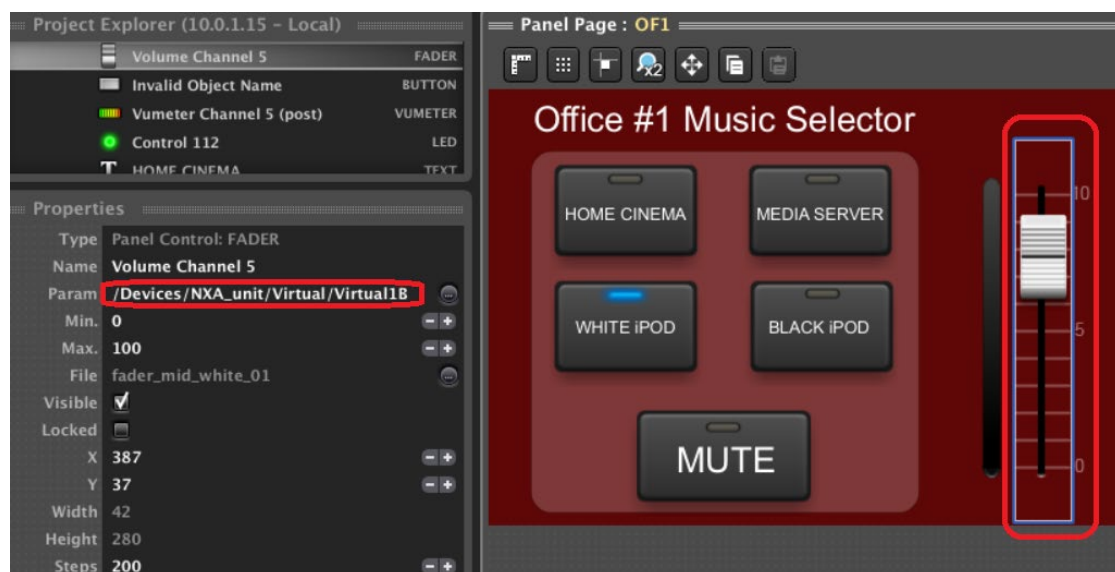 Project Explorer (10.0.1.15 - Local)
Volume Channel 5 FADER
Invalid Object Name BUTTON
Vumeter Channel 5 (post) VUMETER
Control 112 LED
T HOME CINEMA TEXT
Properties
Type Panel Control: FADER
Name Volume Channel 5
Param /Devices/NXA_unit/Virtual/Virtual1B
Min. 0
Max. 100
File fader_mid_white_01
Visible
Locked
X 387
Y 37
Width 42
Height 280
Steps 200
Panel Page : OF1
x2
Office #1 Music Selector
HOME CINEMA MEDIA SERVER
WHITE iPOD BLACK iPOD
MUTE
10
5
0